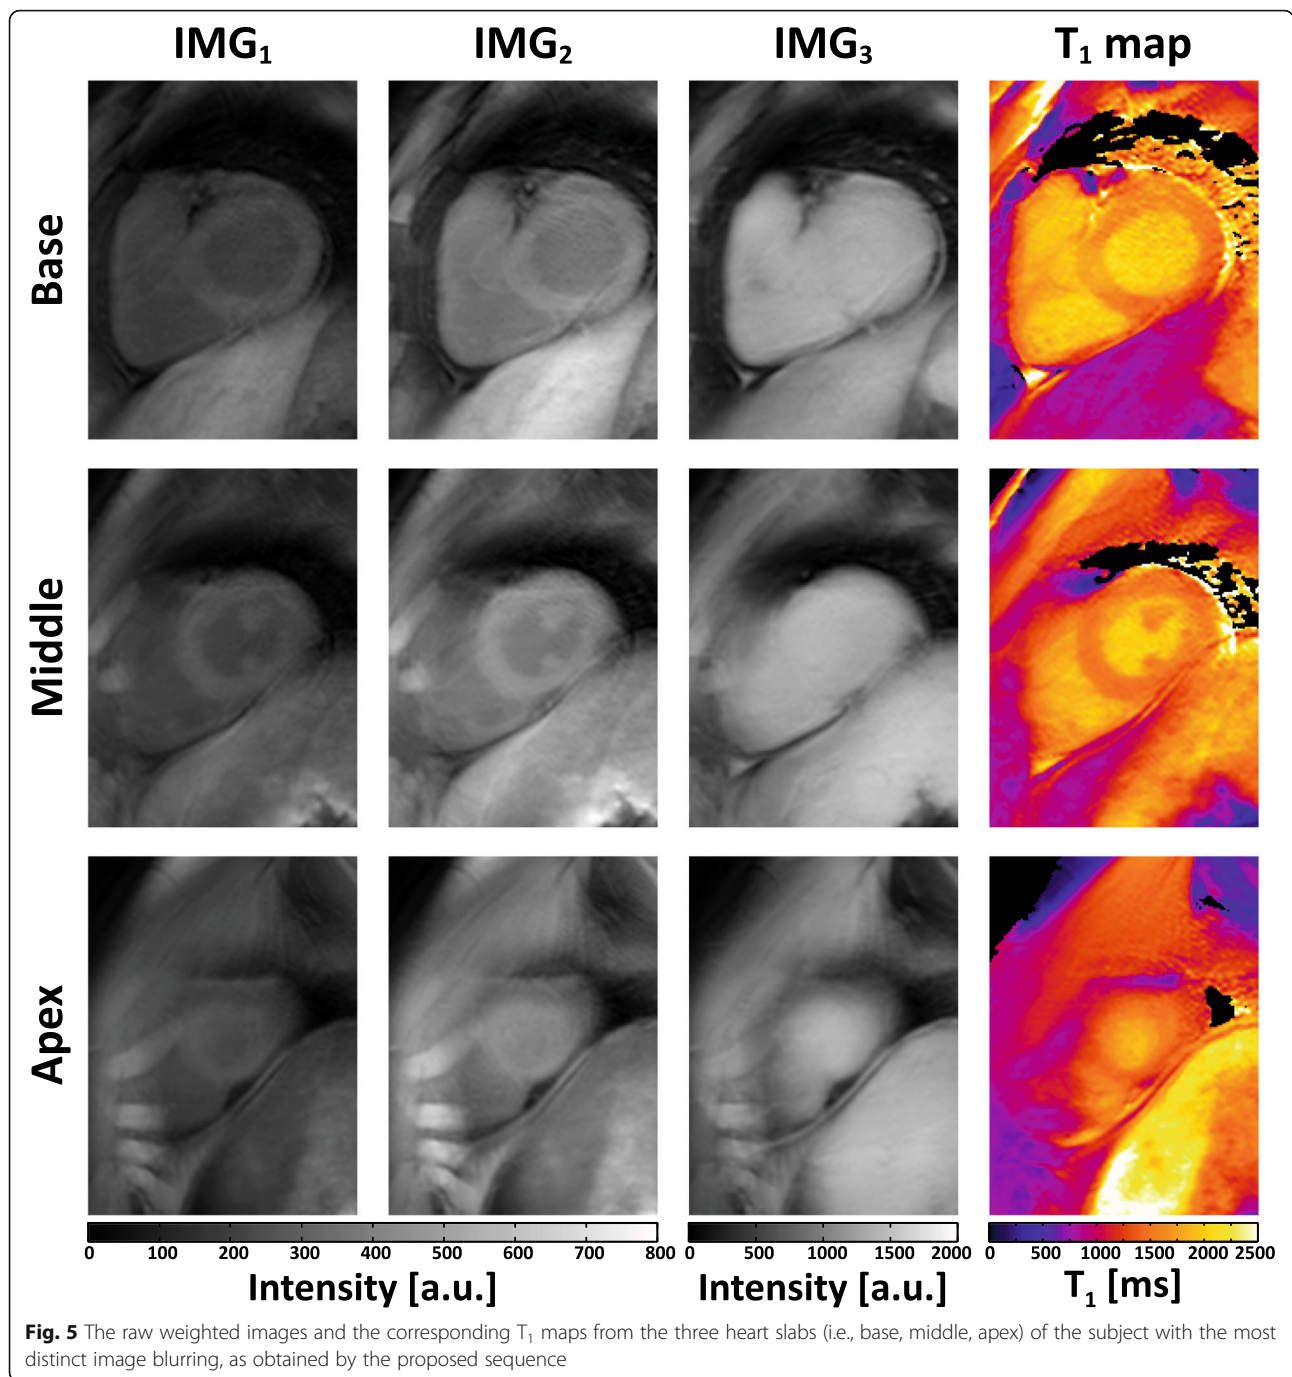 IMG₁ IMG₂ IMG₃ T₁ map
Base
Middle
Apex
0 100 200 300 400 500 600 700 800 0 500 1000 1500 2000 0 500 1000 1500 2000 2500
Intensity [a.u.] Intensity [a.u.] T₁ [ms]
Fig. 5 The raw weighted images and the corresponding T₁ maps from the three heart slabs (i.e., base, middle, apex) of the subject with the most
distinct image blurring, as obtained by the proposed sequence